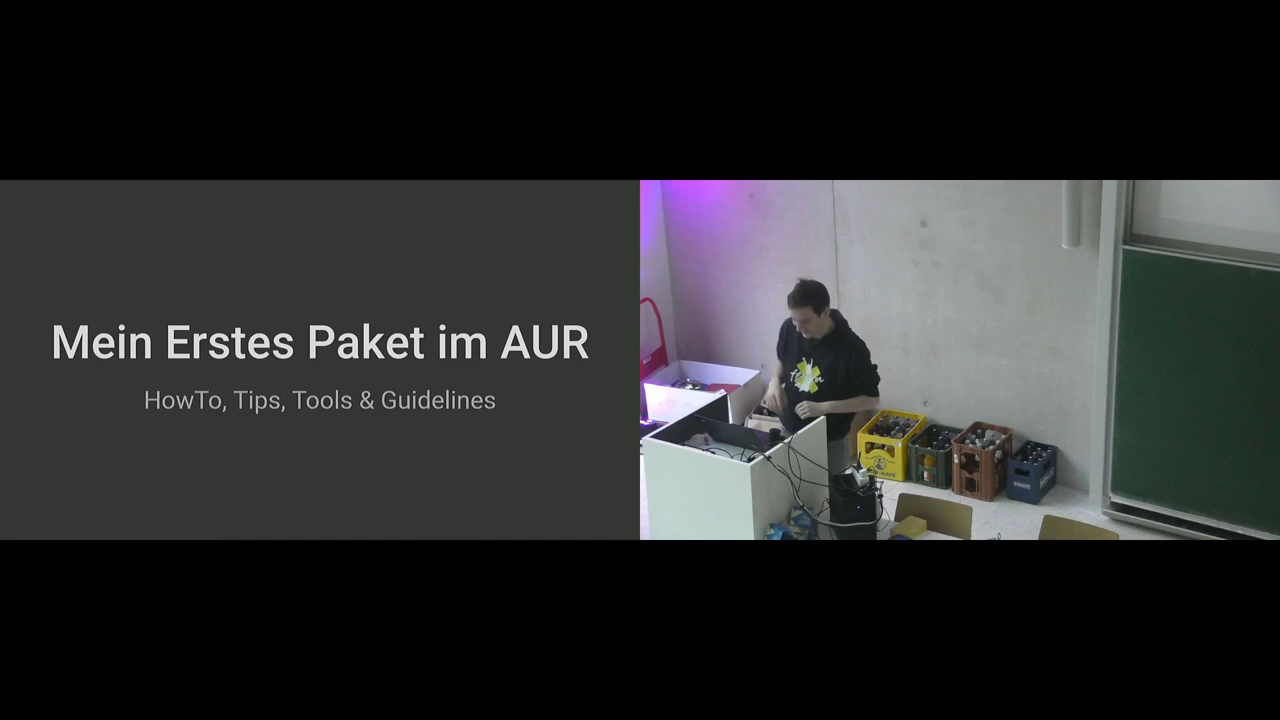 Mein Erstes Paket im AUR
HowTo, Tips, Tools & Guidelines